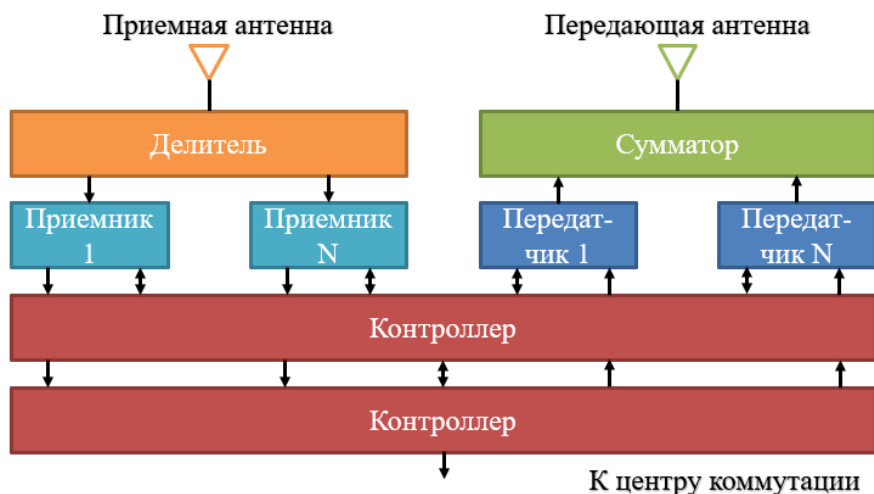 Приемная антенна
Передающая антенна
Делитель
Сумматор
Приемник
1
Приемник
N
Передат-
чик 1
Передат-
чик N
Контроллер
Контроллер
К центру коммутации